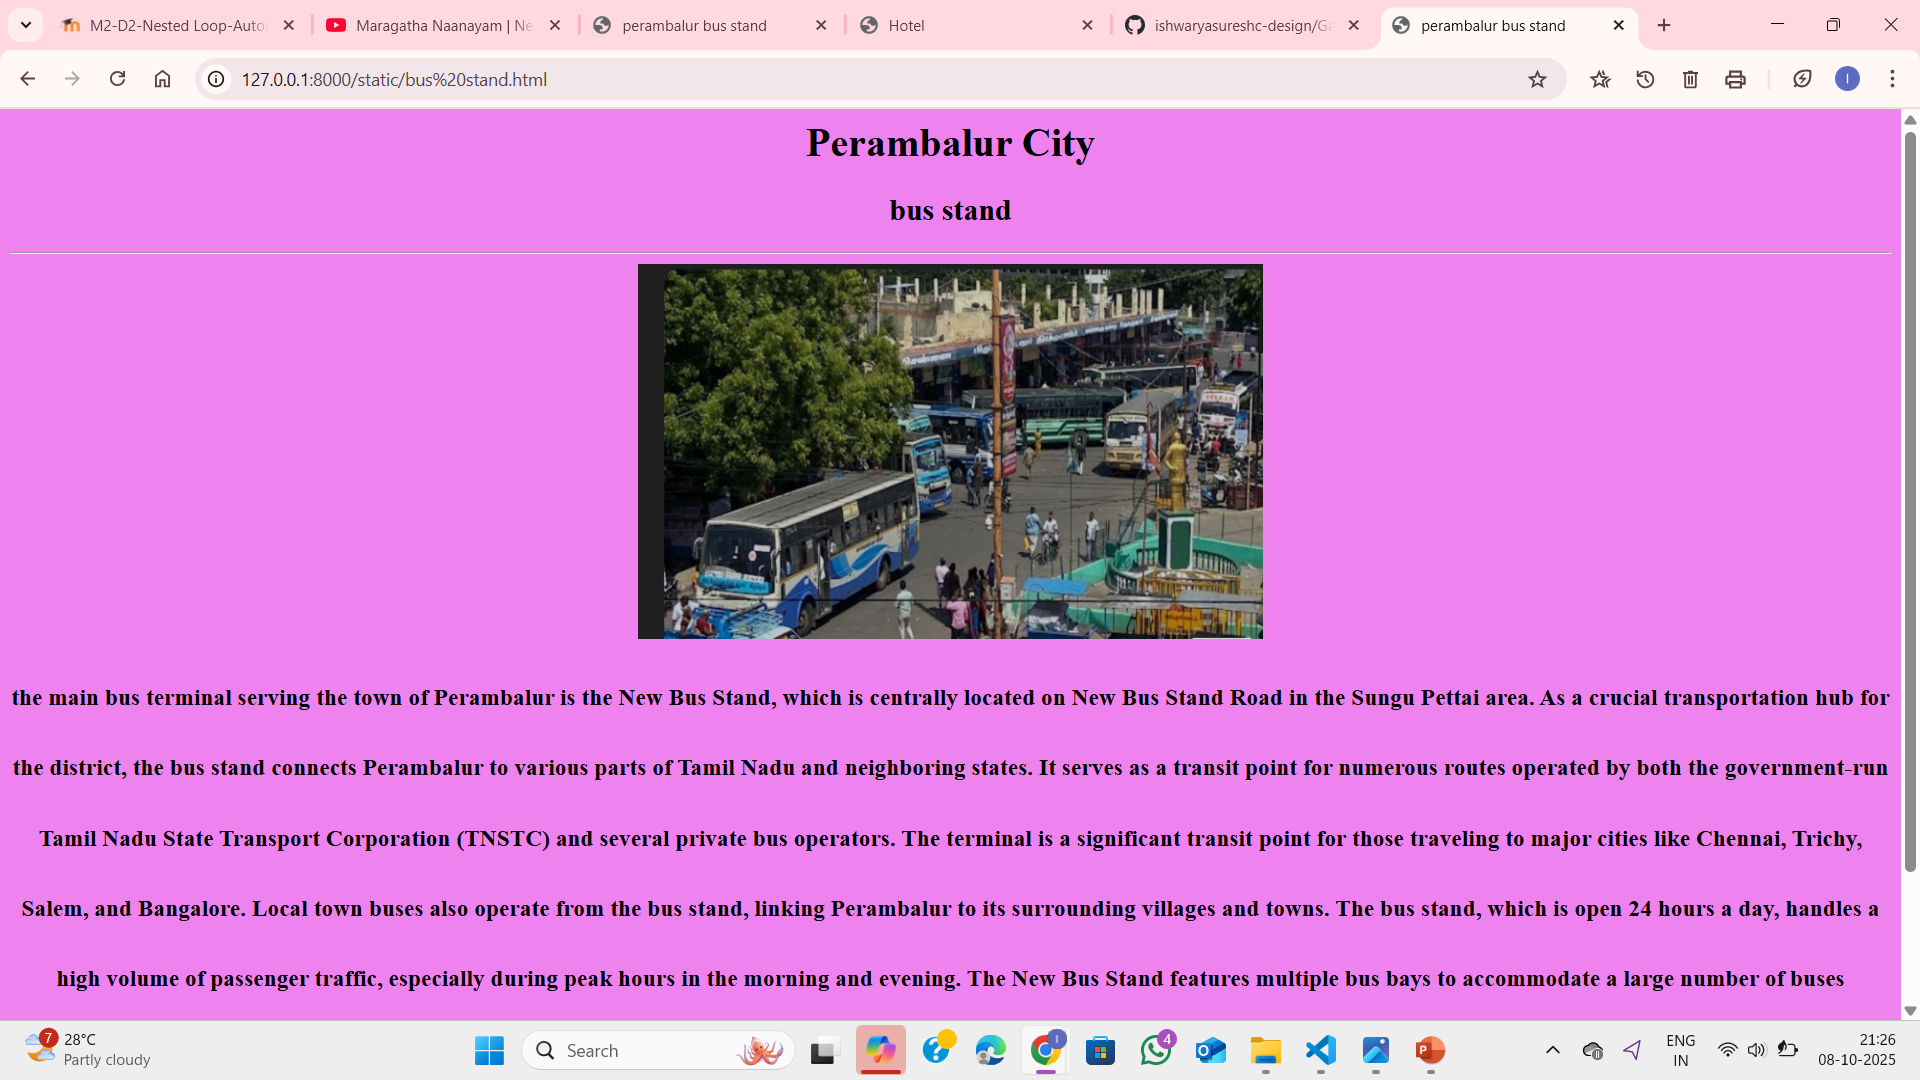 M2-D2-Nested Loop-Auto
Maragatha Naanayam | Ne
perambalur bus stand
Hotel
ishwaryasureshc-design/Ga
perambalur bus stand
127.0.0.1:8000/static/bus%20stand.html
I
Perambalur City
bus stand
the main bus terminal serving the town of Perambalur is the New Bus Stand, which is centrally located on New Bus Stand Road in the Sungu Pettai area. As a crucial transportation hub for
the district, the bus stand connects Perambalur to various parts of Tamil Nadu and neighboring states. It serves as a transit point for numerous routes operated by both the government-run
Tamil Nadu State Transport Corporation (TNSTC) and several private bus operators. The terminal is a significant transit point for those traveling to major cities like Chennai, Trichy,
Salem, and Bangalore. Local town buses also operate from the bus stand, linking Perambalur to its surrounding villages and towns. The bus stand, which is open 24 hours a day, handles a
high volume of passenger traffic, especially during peak hours in the morning and evening. The New Bus Stand features multiple bus bays to accommodate a large number of buses
7
28°C
Partly cloudy
Search
I
4
ENG
IN
21:26
08-10-2025